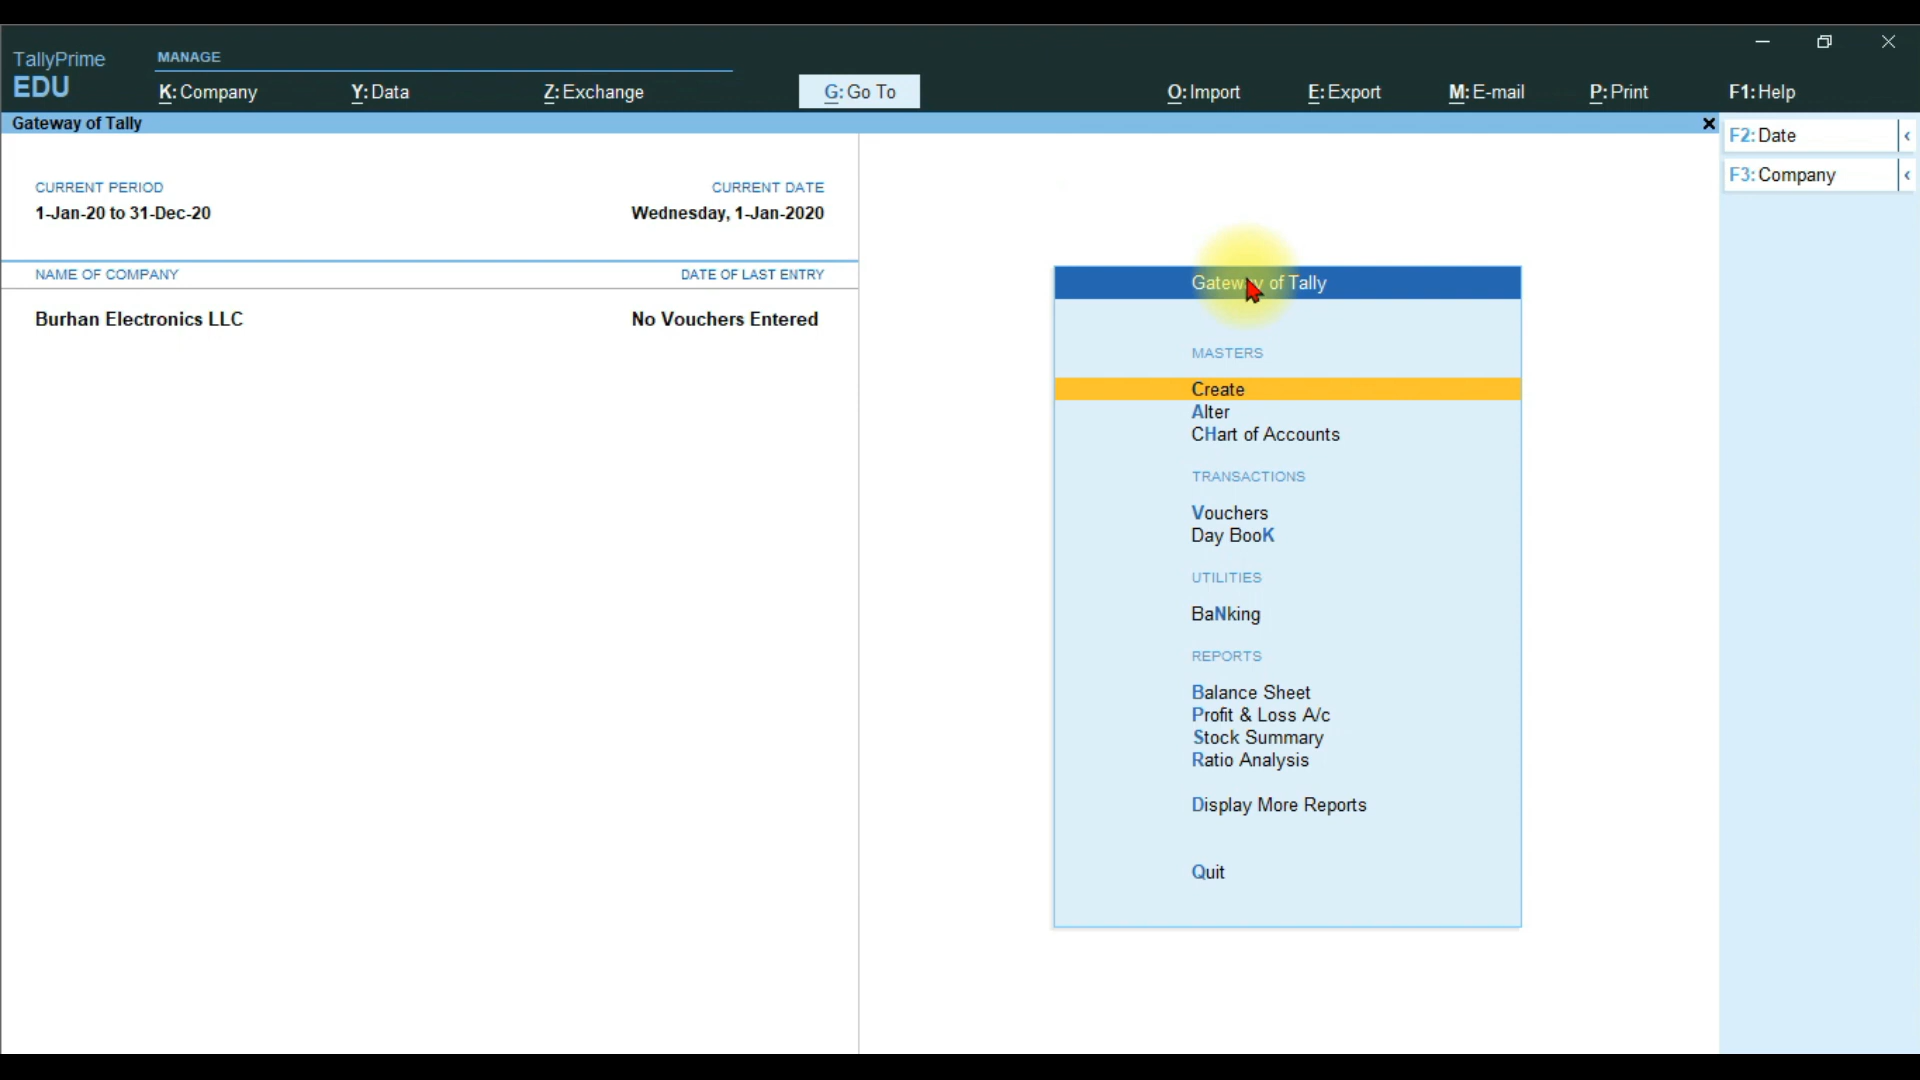 TallyPrime
EDU
MANAGE
K: Company
Y: Data
Z: Exchange
G: Go To
O: Import
E: Export
M: E-mail
P: Print
F1: Help
Gateway of Tally
F2: Date
F3: Company
CURRENT PERIOD
CURRENT DATE
1-Jan-20 to 31-Dec-20
Wednesday, 1-Jan-2020
NAME OF COMPANY
DATE OF LAST ENTRY
Burhan Electronics LLC
No Vouchers Entered
Gateway of Tally
MASTERS
Create
Alter
CHart of Accounts
TRANSACTIONS
Vouchers
Day BooK
UTILITIES
BaNking
REPORTS
Balance Sheet
Profit & Loss A/c
Stock Summary
Ratio Analysis
Display More Reports
Quit